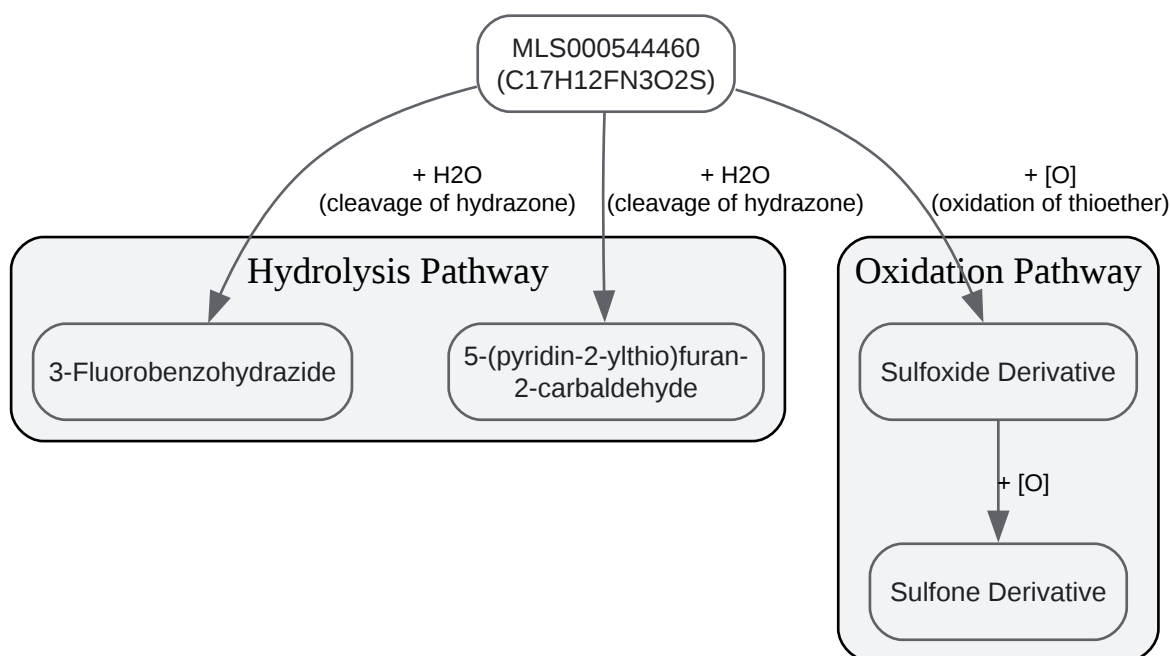 MLS000544460
(C17H12FN3O2S)
+ H2O
(cleavage of hydrazone)
+ H2O
(cleavage of hydrazone)
+ [O]
(oxidation of thioether)
Hydrolysis Pathway
Oxidation Pathway
3-Fluorobenzohydrazide
5-(pyridin-2-ylthio)furan-
2-carbaldehyde
Sulfoxide Derivative
+ [O]
Sulfone Derivative